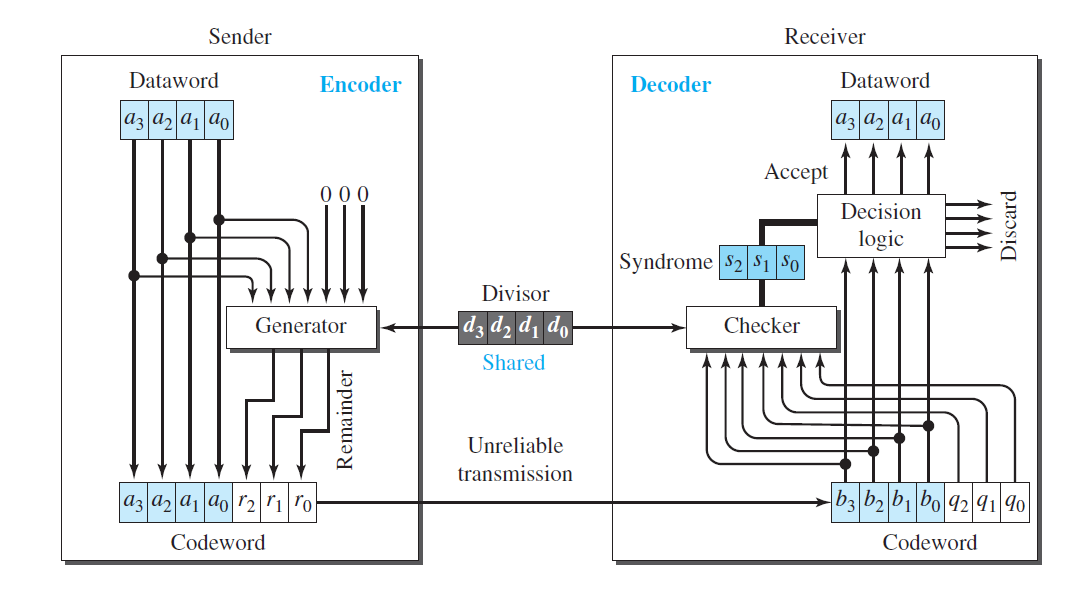 Sender
Encoder
Dataword
a3 a2 a1 a0
0 0 0
Generator
Remainder
a3 a2 a1 a0 r2 r1 r0
Codeword
Divisor
d3 d2 d1 d0
Shared
Unreliable
transmission
Receiver
Decoder
Dataword
a3 a2 a1 a0
Accept
Decision
logic
Discard
Syndrome s2 s1 s0
Checker
b3 b2 b1 b0 q2 q1 q0
Codeword